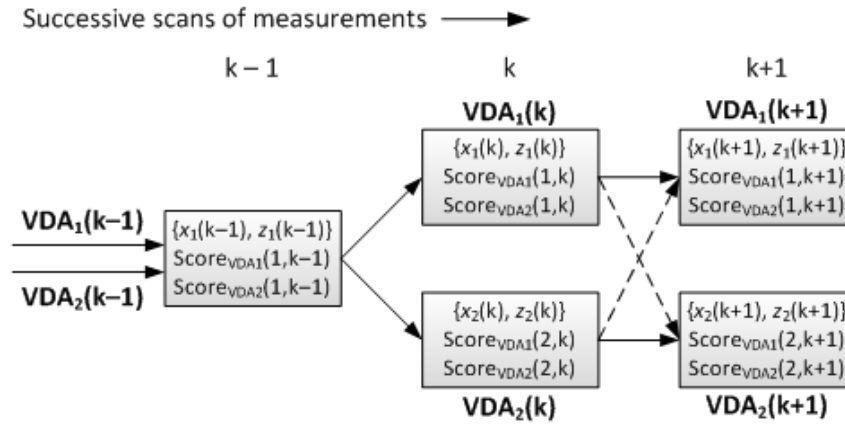 Successive scans of measurements
k – 1
k
k+1
VDA₁(k)
VDA₁(k+1)
{x₁(k), z₁(k)}
Score_VDA1(1,k)
Score_VDA2(1,k)
{x₁(k+1), z₁(k+1)}
Score_VDA1(1,k+1)
Score_VDA2(1,k+1)
VDA₁(k–1)
VDA₂(k–1)
{x₁(k–1), z₁(k–1)}
Score_VDA1(1,k–1)
Score_VDA2(1,k–1)
{x₂(k), z₂(k)}
Score_VDA1(2,k)
Score_VDA2(2,k)
{x₂(k+1), z₂(k+1)}
Score_VDA1(2,k+1)
Score_VDA2(2,k+1)
VDA₂(k)
VDA₂(k+1)